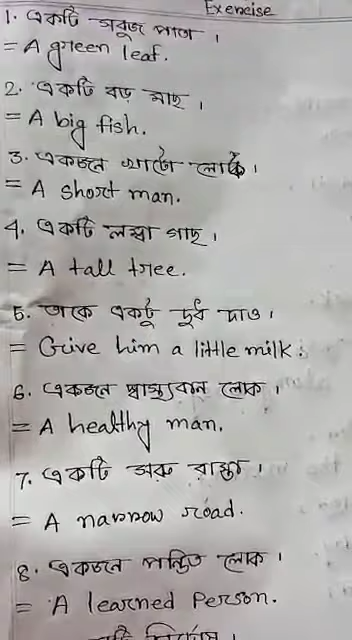 Exencise
1. একটি সবুজ পাতা ।
= A green leaf.
2. একটি বড় মাছ ।
= A big fish.
3. একজন খাটো লোক।
= A short man.
4. একটি লম্বা গাছ ।
= A tall tree.
5. তাকে একটু দুধ দাও ।
= Give him a little milk.
6. একজন স্বাস্থ্যবান লোক ।
= A healthy man.
7. একটি সরু রাস্তা ।
= A narrow road.
8. একজন পন্ডিত লোক ।
= A learned Person.